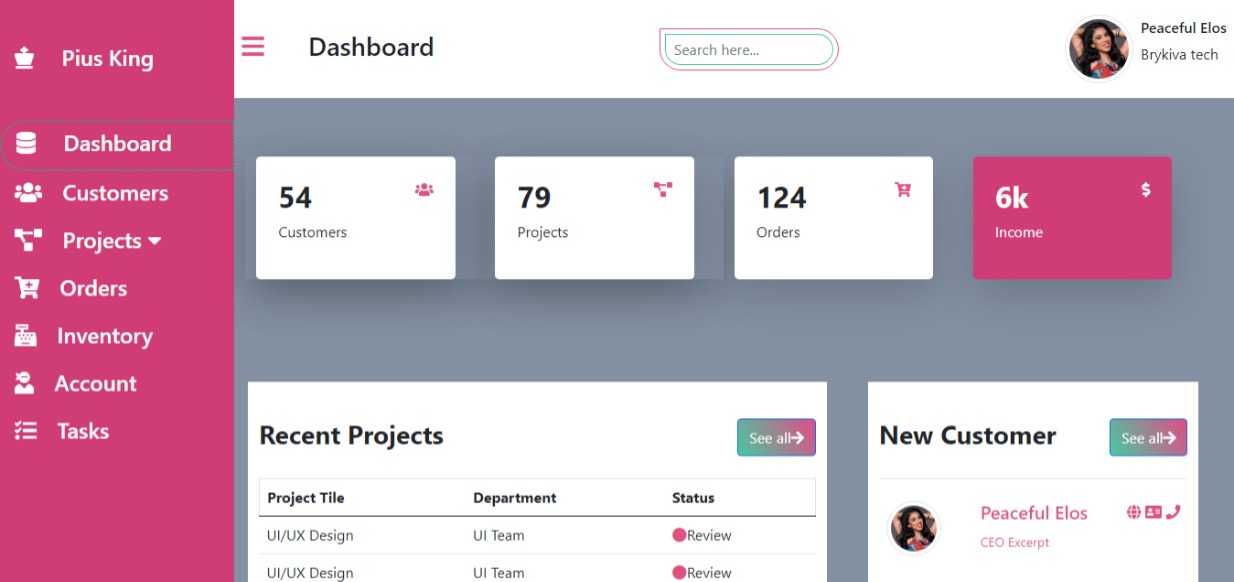 Pius King
Dashboard
Customers
Projects
Orders
Inventory
Account
Tasks
Dashboard
Search here...
Peaceful Elos
Brykiva tech
54
Customers
79
Projects
124
Orders
6k
$
Income
Recent Projects
See all
Project Tile Department Status
UI/UX Design UI Team Review
UI/UX Design UI Team Review
New Customer
See all
Peaceful Elos
CEO Excerpt